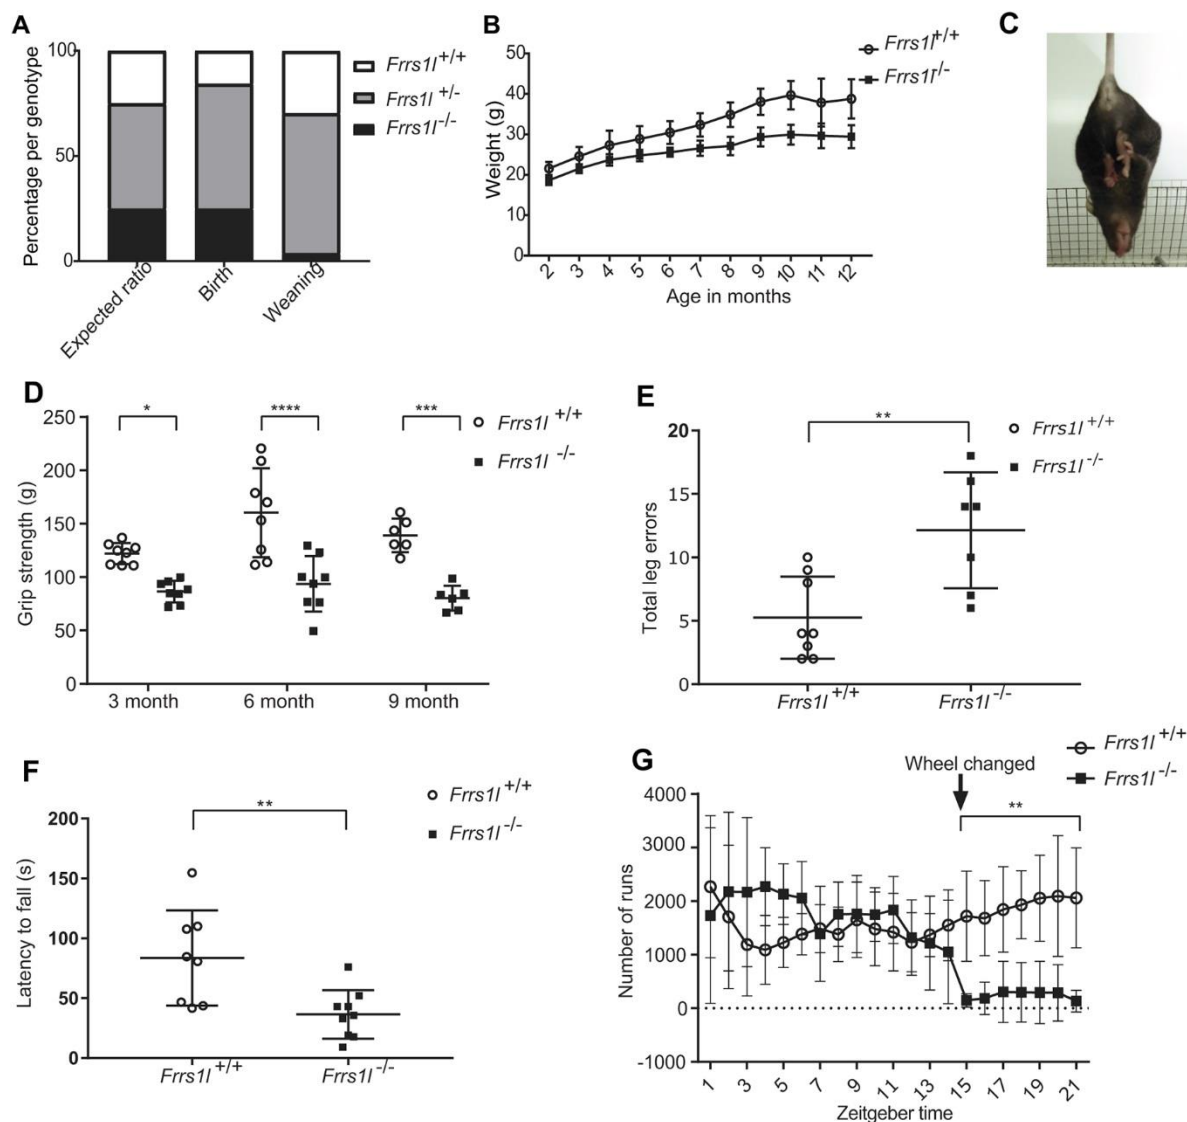 A
Percentage per genotype
100
50
0
Expected ratio
Birth
Weaning
Frrs1l +/+
Frrs1l +/-
Frrs1l -/-
B
Weight (g)
50
40
30
20
10
0
2 3 4 5 6 7 8 9 10 11 12
Age in months
Frrs1l +/+
Frrs1l -/-
C
D
Grip strength (g)
250
200
150
100
50
0
* **** ***
3 month 6 month 9 month
Frrs1l +/+
Frrs1l -/-
E
Total leg errors
20
15
10
5
0
**
Frrs1l +/+
Frrs1l -/-
Frrs1l +/+ Frrs1l -/-
F
Latency to fall (s)
200
150
100
50
0
**
Frrs1l +/+
Frrs1l -/-
Frrs1l +/+ Frrs1l -/-
G
Wheel changed
Frrs1l +/+
Frrs1l -/-
**
Number of runs
4000
3000
2000
1000
0
-1000
1 3 5 7 9 11 13 15 17 19 21
Zeitgeber time